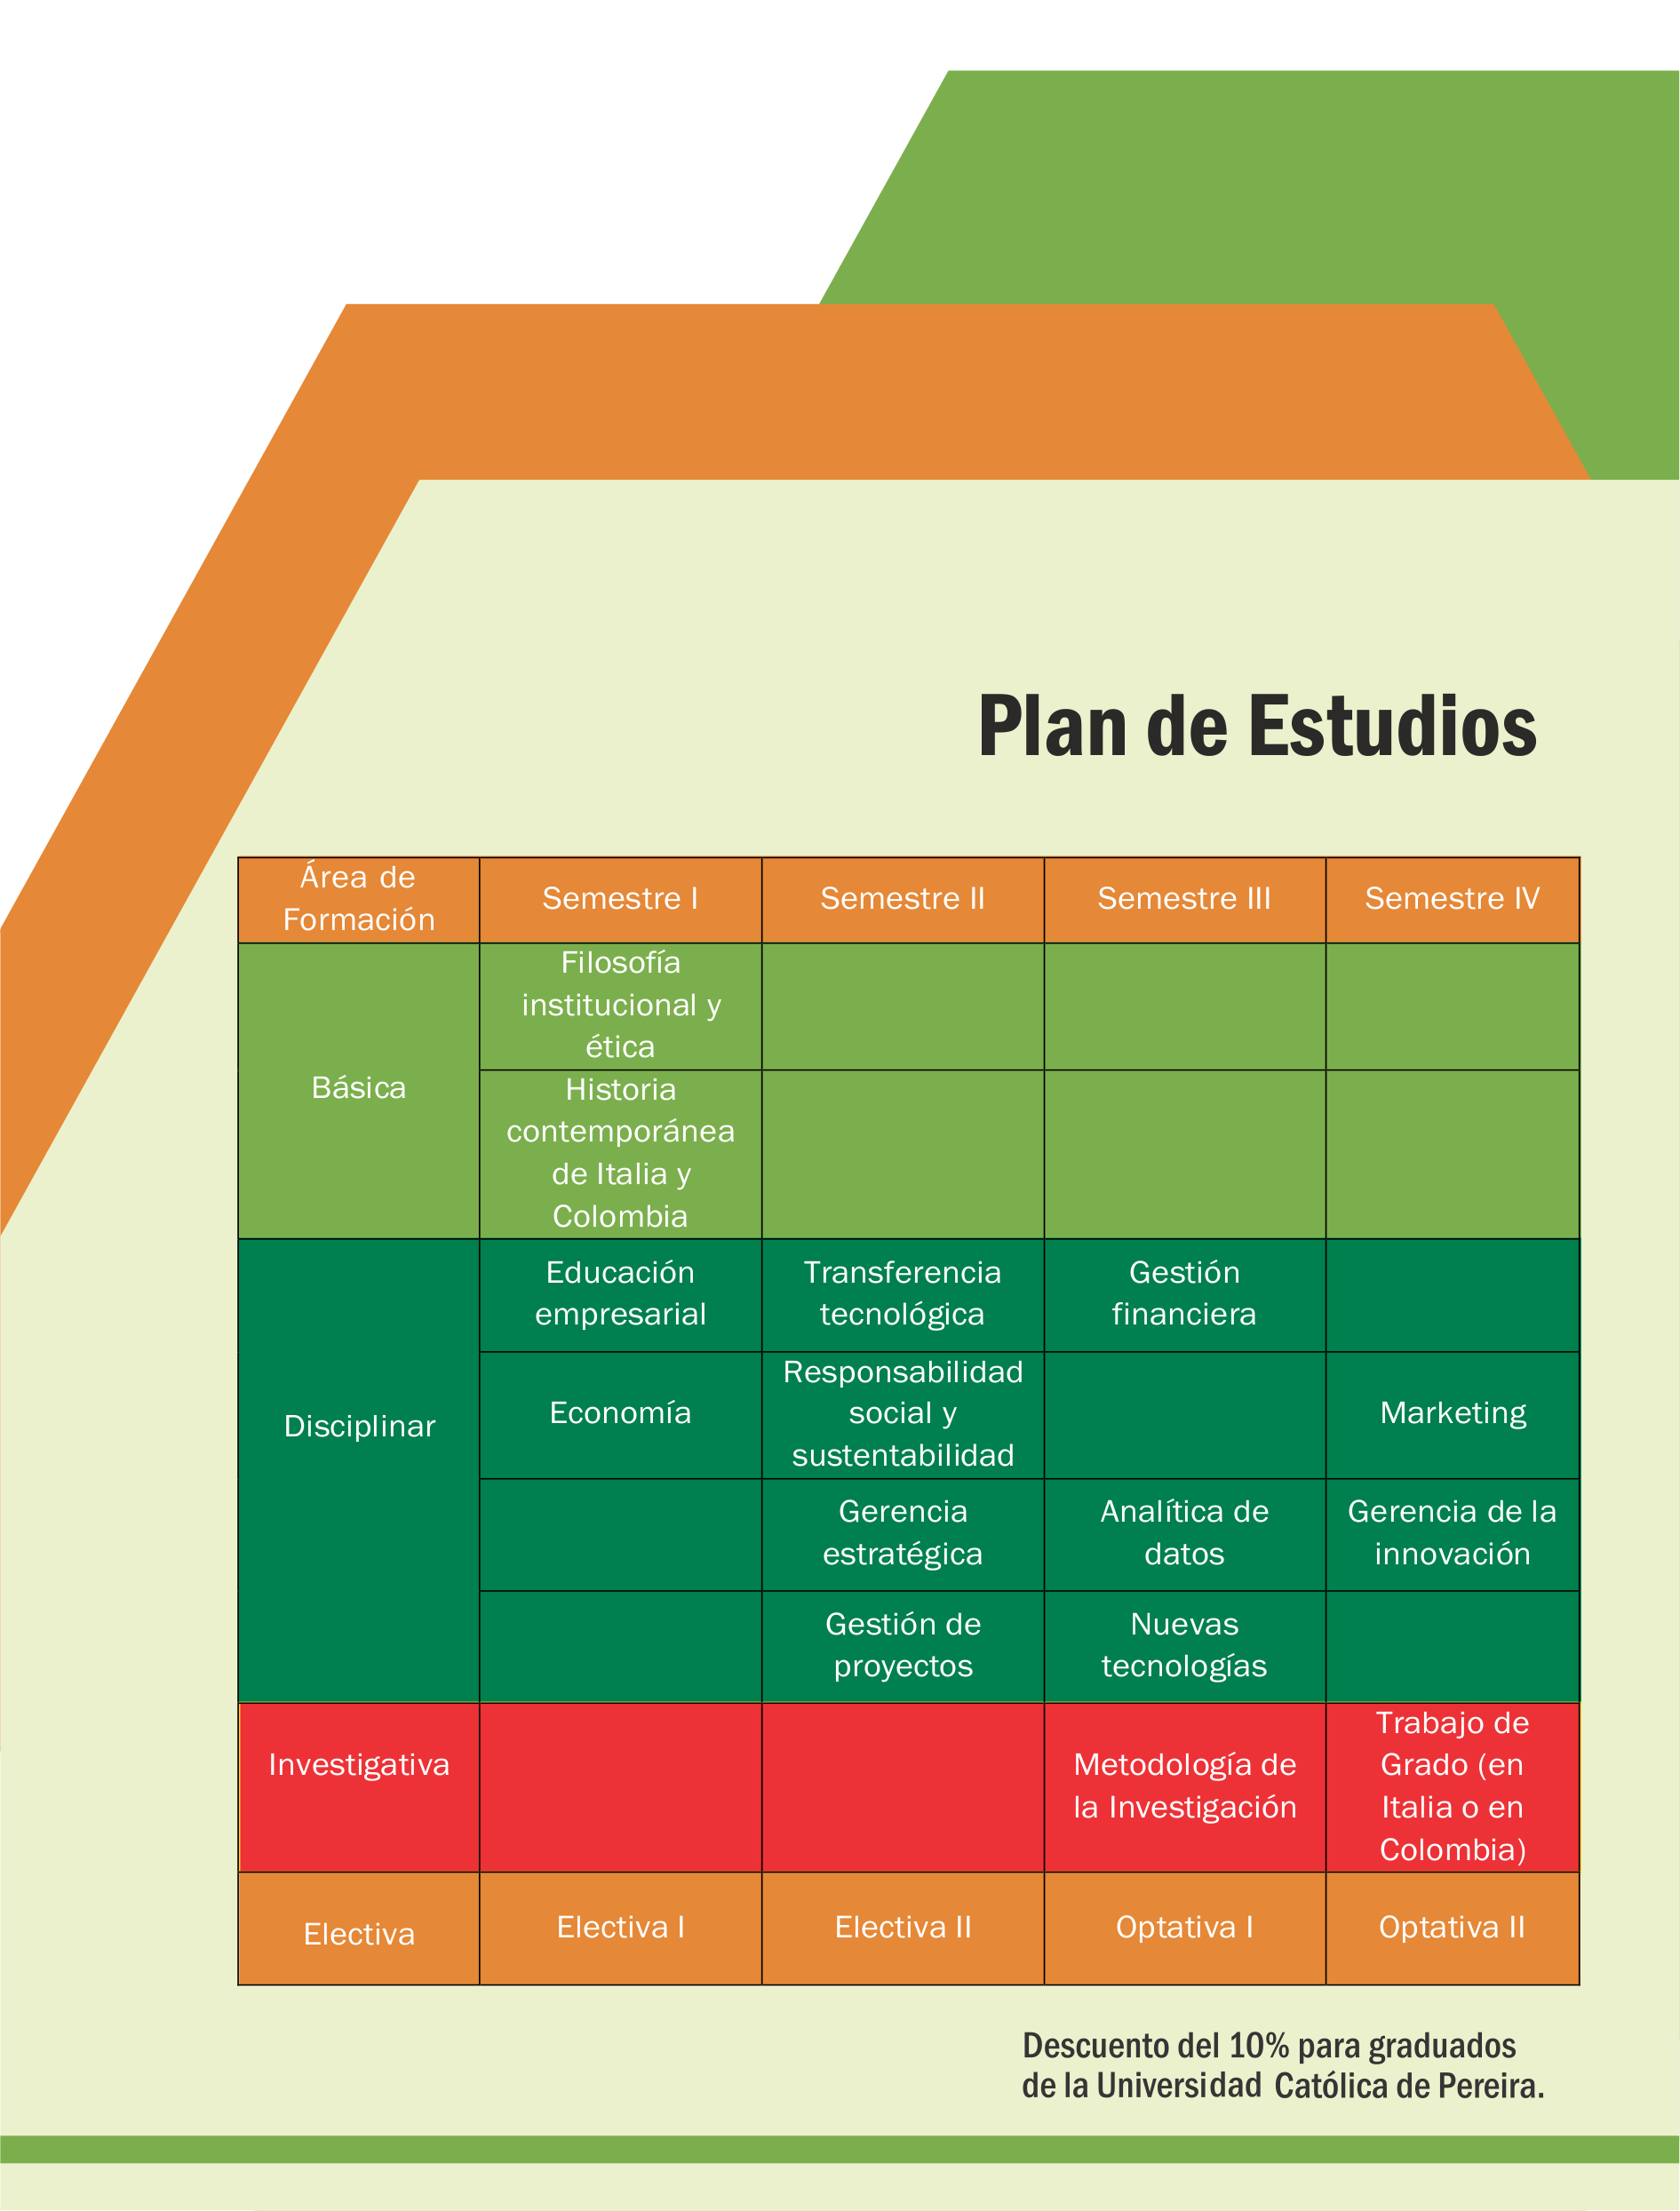 Plan de Estudios
Área de
Formación
Semestre I
Semestre II
Semestre III
Semestre IV
Básica
Filosofía
institucional y
ética
Historia
contemporánea
de Italia y
Colombia
Disciplinar
Educación
empresarial
Transferencia
tecnológica
Gestión
financiera
Economía
Responsabilidad
social y
sustentabilidad
Marketing
Gerencia
estratégica
Analítica de
datos
Gerencia de la
innovación
Gestión de
proyectos
Nuevas
tecnologías
Investigativa
Metodología de
la Investigación
Trabajo de
Grado (en
Italia o en
Colombia)
Electiva
Electiva I
Electiva II
Optativa I
Optativa II
Descuento del 10% para graduados
de la Universidad Católica de Pereira.